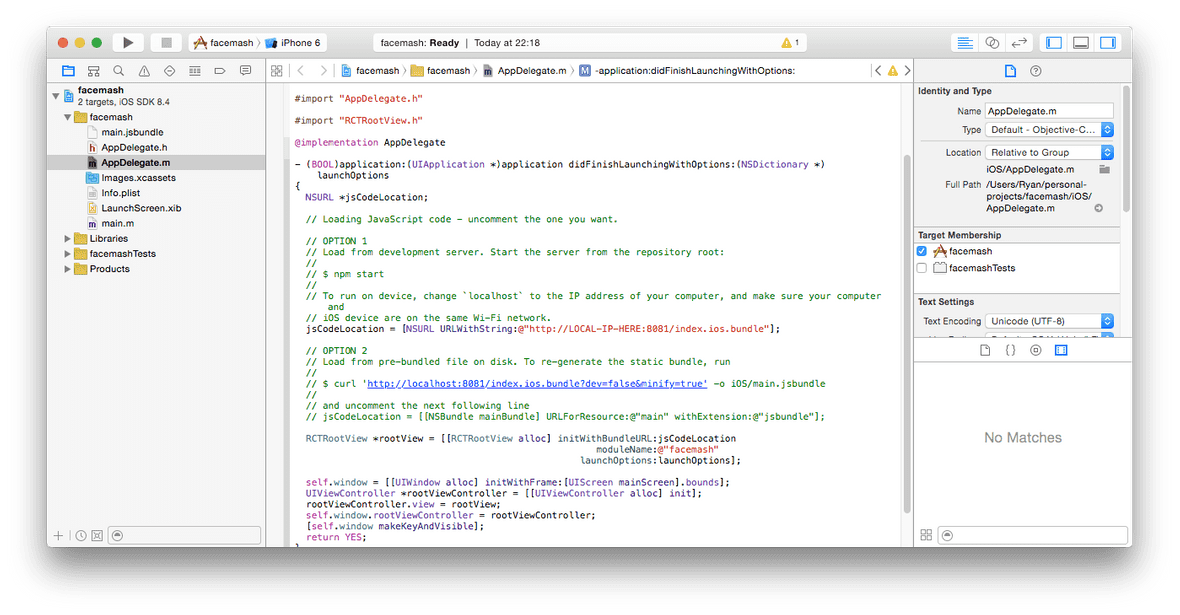 facemash 〉 iPhone 6
facemash: Ready | Today at 22:18
1
facemash 〉 facemash 〉 AppDelegate.m 〉 M -application:didFinishLaunchingWithOptions:
facemash
2 targets, iOS SDK 8.4
facemash
main.jsbundle
h AppDelegate.h
m AppDelegate.m
Images.xcassets
Info.plist
LaunchScreen.xib
m main.m
Libraries
facemashTests
Products
#import "AppDelegate.h"
#import "RCTRootView.h"
@implementation AppDelegate
- (BOOL)application:(UIApplication *)application didFinishLaunchingWithOptions:(NSDictionary *)
launchOptions
{
NSURL *jsCodeLocation;
// Loading JavaScript code - uncomment the one you want.
// OPTION 1
// Load from development server. Start the server from the repository root:
//
// $ npm start
//
// To run on device, change `localhost` to the IP address of your computer, and make sure your computer
and
// iOS device are on the same Wi-Fi network.
jsCodeLocation = [NSURL URLWithString:@"http://LOCAL-IP-HERE:8081/index.ios.bundle"];
// OPTION 2
// Load from pre-bundled file on disk. To re-generate the static bundle, run
//
// $ curl 'http://localhost:8081/index.ios.bundle?dev=false&minify=true' -o iOS/main.jsbundle
//
// and uncomment the next following line
// jsCodeLocation = [[NSBundle mainBundle] URLForResource:@"main" withExtension:@"jsbundle"];
RCTRootView *rootView = [[RCTRootView alloc] initWithBundleURL:jsCodeLocation
moduleName:@"facemash"
launchOptions:launchOptions];
self.window = [[UIWindow alloc] initWithFrame:[UIScreen mainScreen].bounds];
UIViewController *rootViewController = [[UIViewController alloc] init];
rootViewController.view = rootView;
self.window.rootViewController = rootViewController;
[self.window makeKeyAndVisible];
return YES;
}
Identity and Type
Name AppDelegate.m
Type Default - Objective-C...
Location Relative to Group
iOS/AppDelegate.m
Full Path /Users/Ryan/personal-
projects/facemash/iOS/
AppDelegate.m
Target Membership
facemash
facemashTests
Text Settings
Text Encoding Unicode (UTF-8)
No Matches